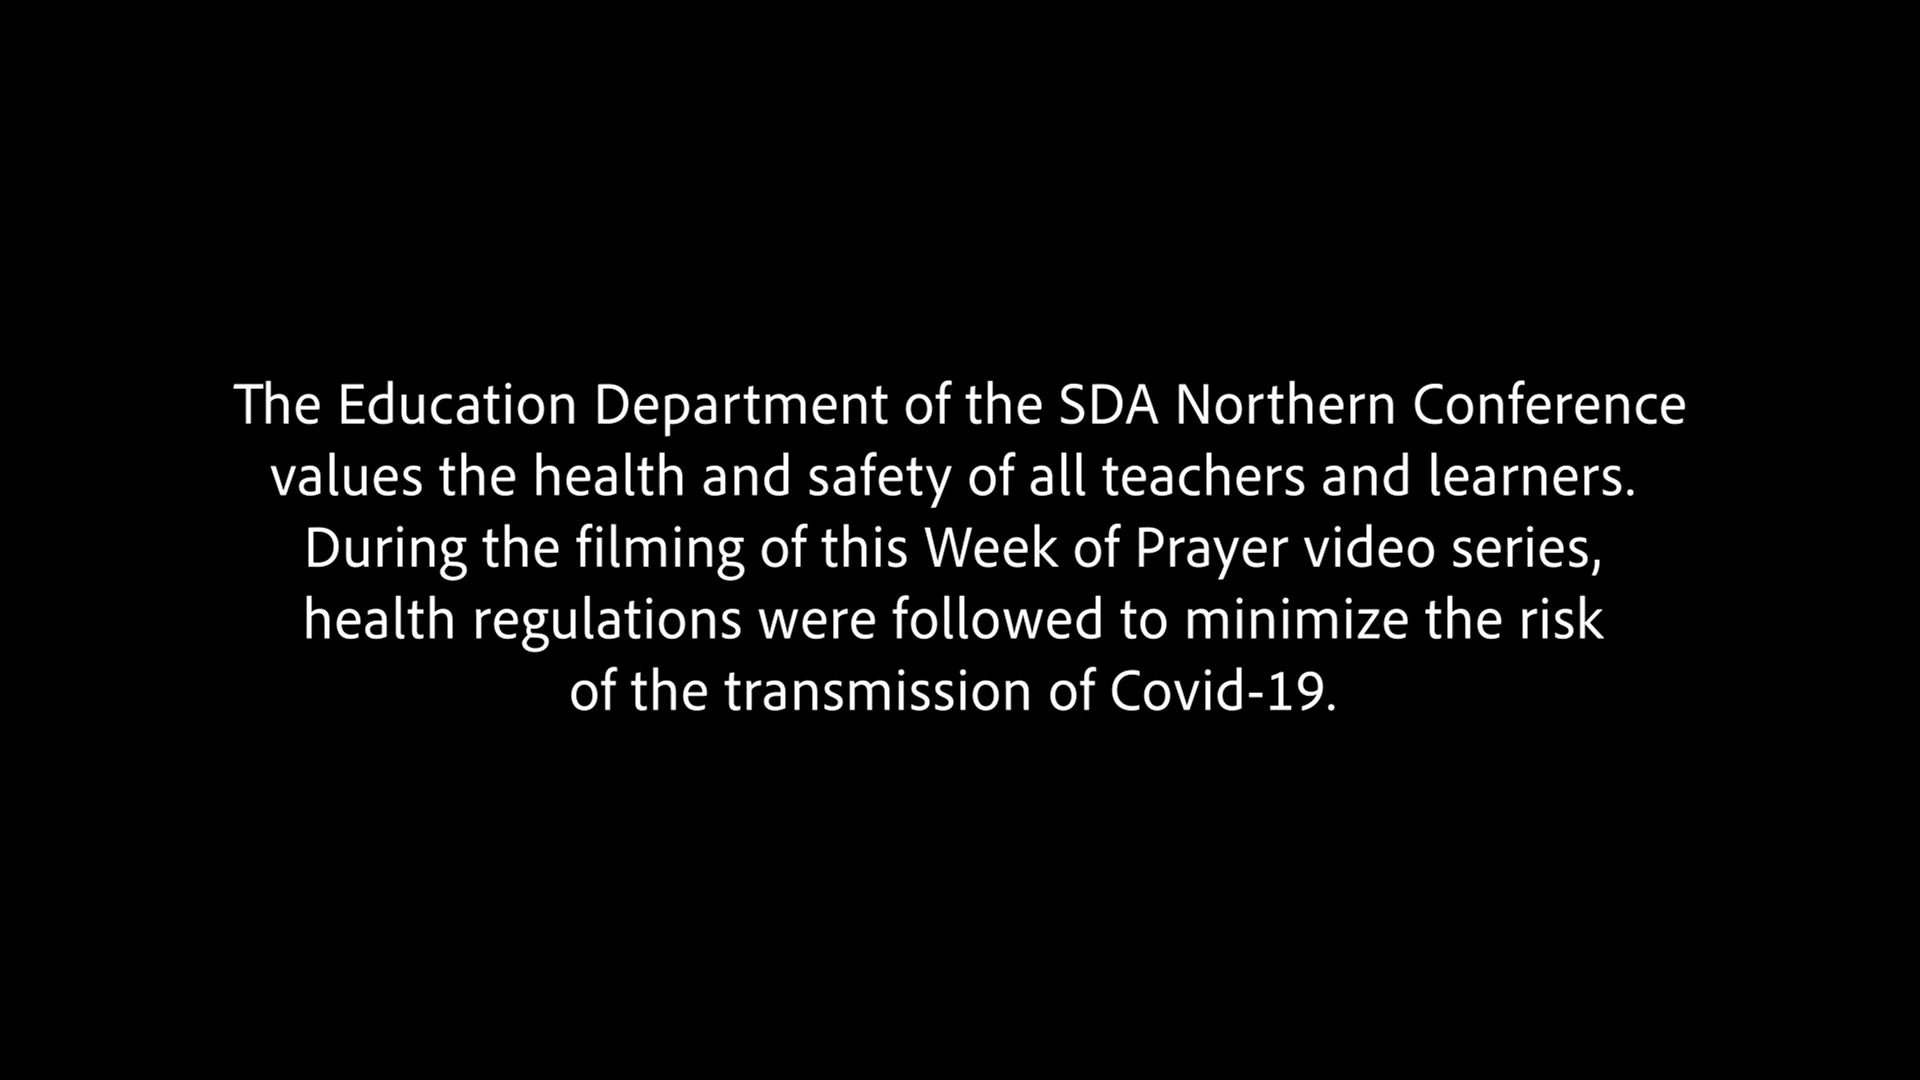 The Education Department of the SDA Northern Conference
values the health and safety of all teachers and learners.
During the filming of this Week of Prayer video series,
health regulations were followed to minimize the risk
of the transmission of Covid-19.